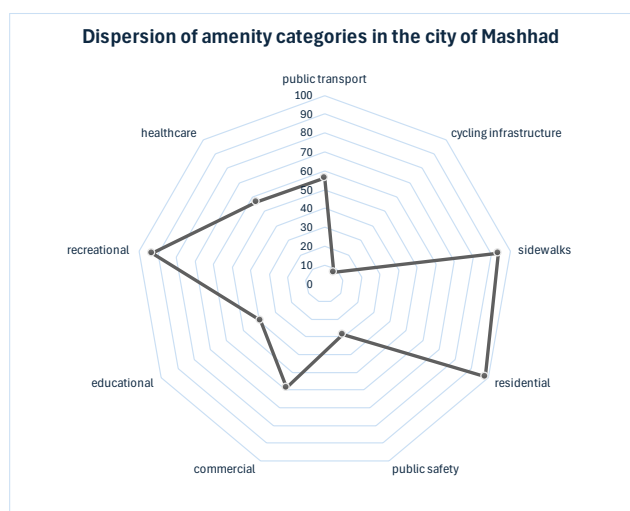 Dispersion of amenity categories in the city of Mashhad
public transport
100
90
80
70
60
50
40
30
20
10
0
cycling infrastructure
sidewalks
residential
public safety
commercial
educational
recreational
healthcare